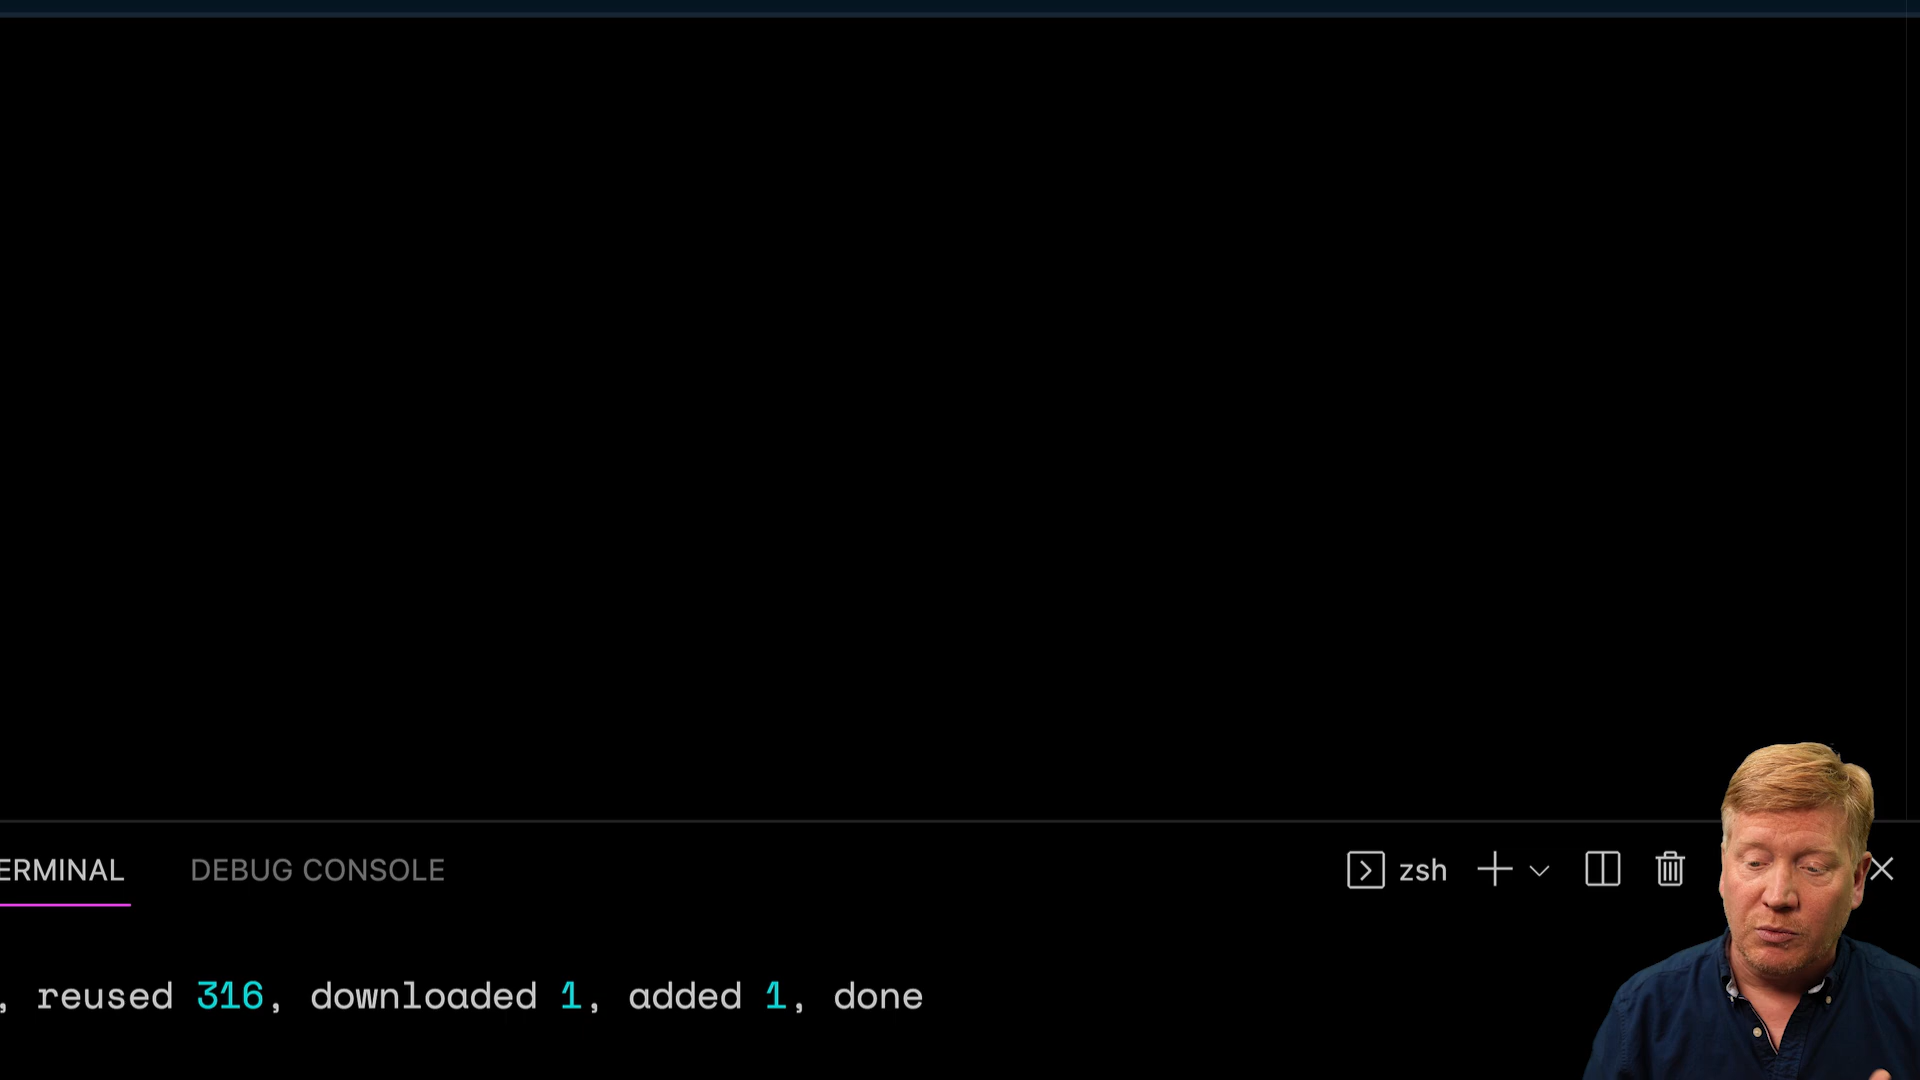 ERMINAL DEBUG CONSOLE zsh
, reused 316, downloaded 1, added 1, done